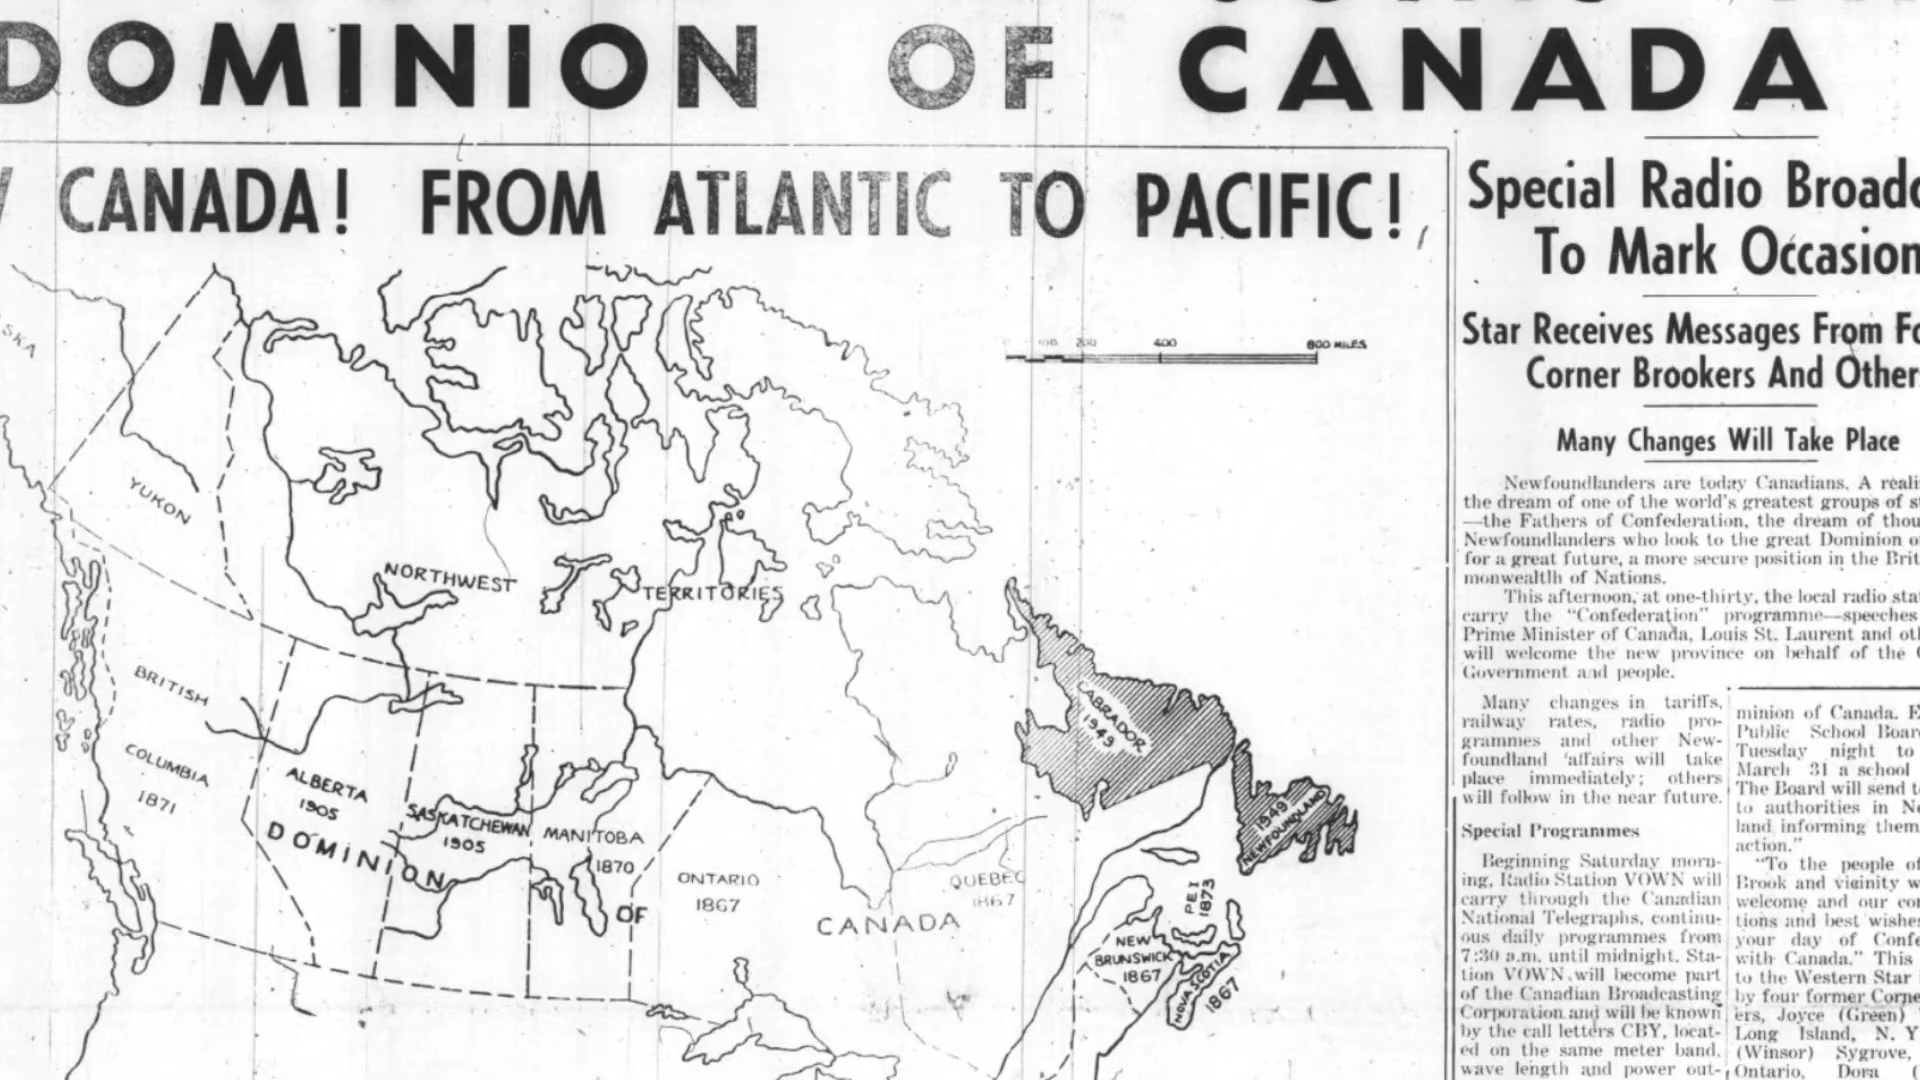 DOMINION OF CANADA
CANADA! FROM ATLANTIC TO PACIFIC!
0 100 200 400 800 MILES
YUKON
NORTHWEST TERRITORIES
BRITISH
COLUMBIA
1871
ALBERTA
1905
SASKATCHEWAN
1905
MANITOBA
1870
DOMINION
OF
CANADA
ONTARIO
1867
QUEBEC
1867
LABRADOR
1949
1949
NEWFOUNDLAND
PEI
1873
NEW
BRUNSWICK
1867
NOVA SCOTIA
1867
Special Radio
To Mark Occasion
Star Receives Messages From
Corner Brookers And
Many Changes Will Take Place
Newfoundlanders are today Canadians. A
the dream of one of the world's greatest groups of
—the Fathers of Confederation, the dream of
Newfoundlanders who look to the great Dominion
for a great future, a more secure position in the
monwealtlh of Nations.
This afternoon, at one-thirty, the local radio
carry the "Confederation" programme—speeches
Prime Minister of Canada, Louis St. Laurent and
will welcome the new province on behalf of the
Government and people.
Many changes in tariffs,
railway rates, radio pro-
grammes and other New-
foundland affairs will take
place immediately; others
will follow in the near future.
Special Programmes
Beginning Saturday morn-
ing, Radio Station VOWN will
carry through the Canadian
National Telegraphs, continu-
ous daily programmes from
7:30 a.m. until midnight. Sta-
tion VOWN will become part
of the Canadian Broadcasting
Corporation and will be known
by the call letters CBY, locat-
ed on the same meter band,
wave length and power out-
minion of Canada.
Public School
Tuesday night to
March 31 a school
The Board will send
to authorities in
land informing them
action."
"To the people of
Brook and vicinity
welcome and our
tions and best wishes
your day of
with Canada." This
to the Western Star
by four former
ers, Joyce (Green)
Long Island, N. Y
(Winsor) Sygrove,
Ontario, Dora (